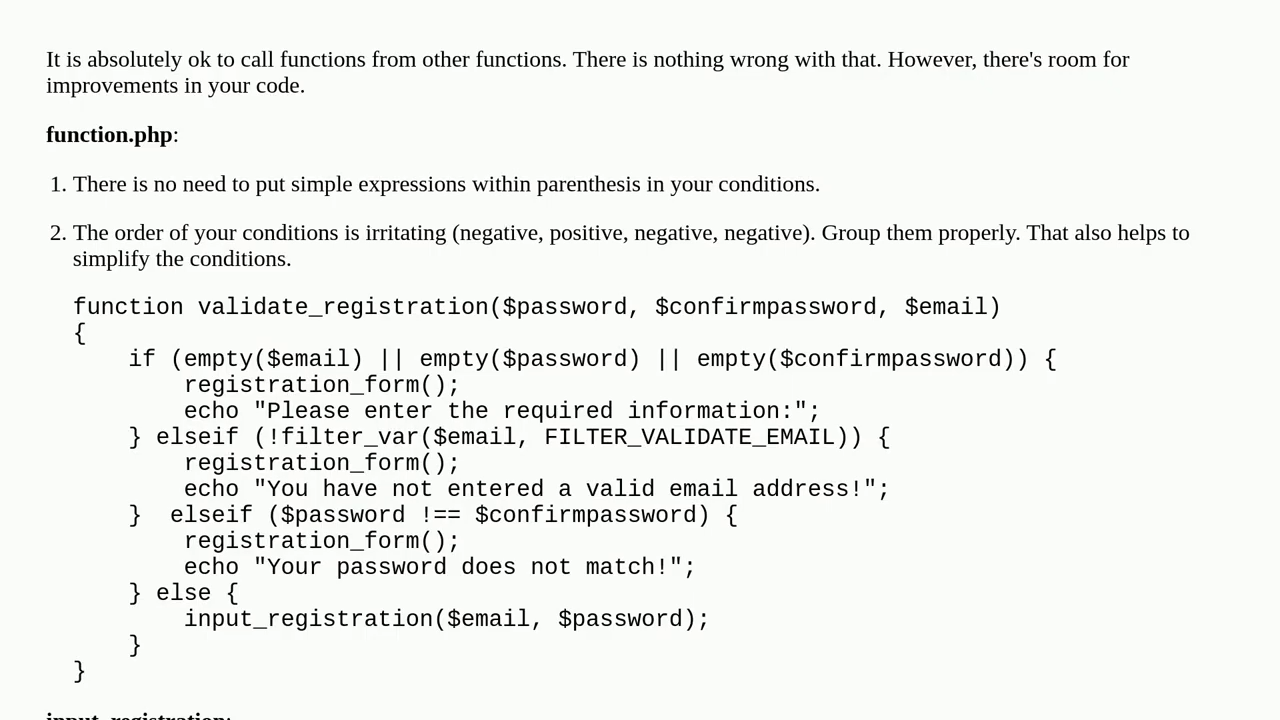 It is absolutely ok to call functions from other functions. There is nothing wrong with that. However, there's room for
improvements in your code.
function.php:
1. There is no need to put simple expressions within parenthesis in your conditions.
2. The order of your conditions is irritating (negative, positive, negative, negative). Group them properly. That also helps to
simplify the conditions.
function validate_registration($password, $confirmpassword, $email)
{
    if (empty($email) || empty($password) || empty($confirmpassword)) {
        registration_form();
        echo "Please enter the required information:";
    } elseif (!filter_var($email, FILTER_VALIDATE_EMAIL)) {
        registration_form();
        echo "You have not entered a valid email address!";
    }  elseif ($password !== $confirmpassword) {
        registration_form();
        echo "Your password does not match!";
    } else {
        input_registration($email, $password);
    }
}
input_registration: